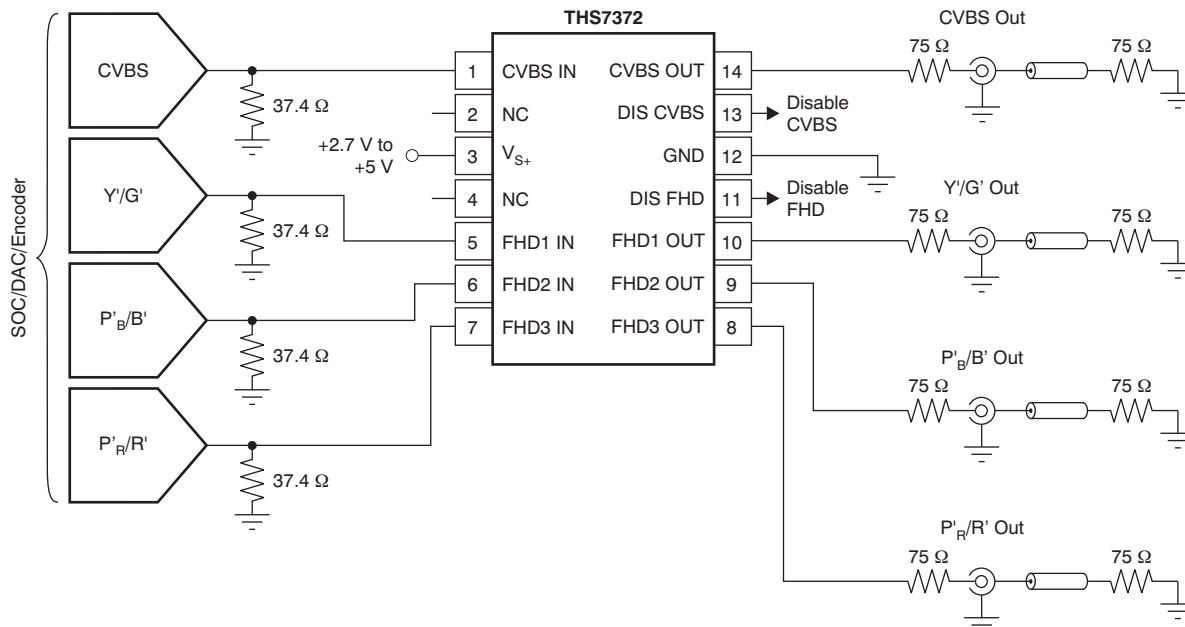 THS7372
CVBS Out
75 Ω
75 Ω
CVBS
1
CVBS IN
CVBS OUT
14
37.4 Ω
2
NC
DIS CVBS
13
Disable
CVBS
+2.7 V to
+5 V
3
VS+
GND
12
Y'/G'
4
NC
DIS FHD
11
Disable
FHD
Y'/G' Out
75 Ω
75 Ω
37.4 Ω
5
FHD1 IN
FHD1 OUT
10
SOC/DAC/Encoder
6
FHD2 IN
FHD2 OUT
9
P'B/B'
7
FHD3 IN
FHD3 OUT
8
37.4 Ω
P'B/B' Out
75 Ω
75 Ω
P'R/R'
37.4 Ω
P'R/R' Out
75 Ω
75 Ω